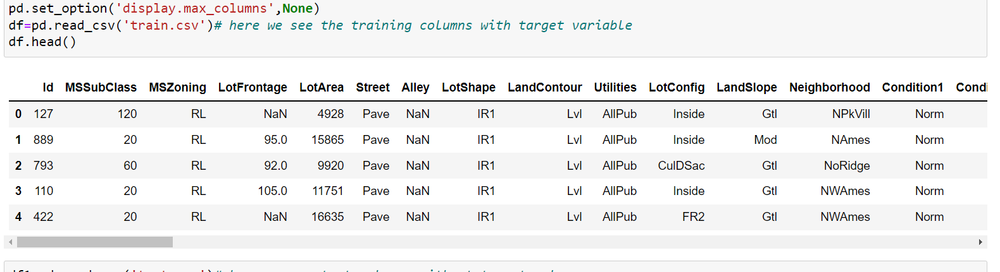 pd.set_option('display.max_columns',None)
df=pd.read_csv('train.csv')# here we see the training columns with target variable
df.head()
Id MSSubClass MSZoning LotFrontage LotArea Street Alley LotShape LandContour Utilities LotConfig LandSlope Neighborhood Condition1 Condi
0 127 120 RL NaN 4928 Pave NaN IR1 Lvl AllPub Inside Gtl NPkVill Norm
1 889 20 RL 95.0 15865 Pave NaN IR1 Lvl AllPub Inside Mod NAmes Norm
2 793 60 RL 92.0 9920 Pave NaN IR1 Lvl AllPub CulDSac Gtl NoRidge Norm
3 110 20 RL 105.0 11751 Pave NaN IR1 Lvl AllPub Inside Gtl NWAmes Norm
4 422 20 RL NaN 16635 Pave NaN IR1 Lvl AllPub FR2 Gtl NWAmes Norm